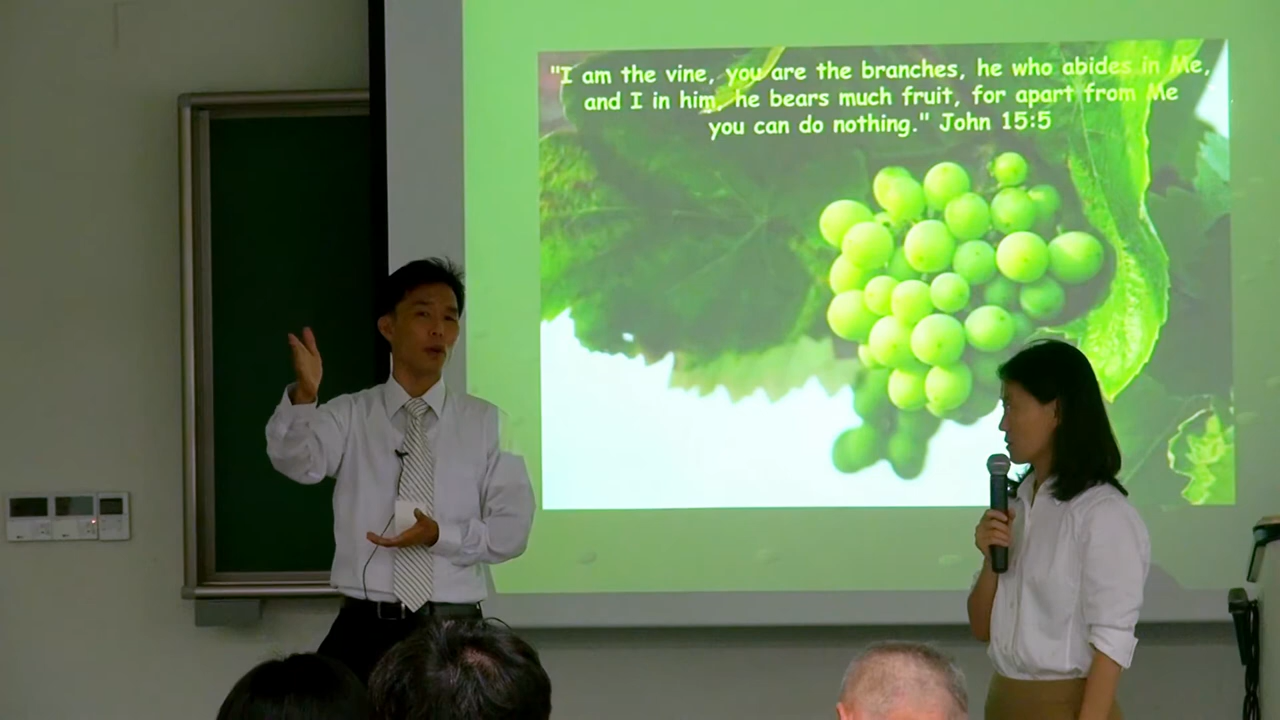 "I am the vine, you are the branches, he who abides in Me,
and I in him, he bears much fruit, for apart from Me
you can do nothing." John 15:5